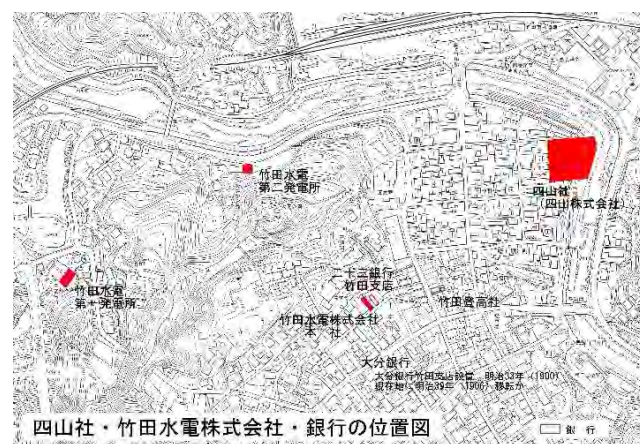 竹田水電
第二発電所
四山社
(四山株式会社)
竹田水電
第十発電所
二十三銀行
竹田支店
竹田水電株式会社
本 社
竹田登高社
大分銀行
大分銀行竹田支店設営 明治33年 (1900)
現在地に明治39年 (1906) 移転か
四山社・竹田水電株式会社・銀行の位置図
銀 行